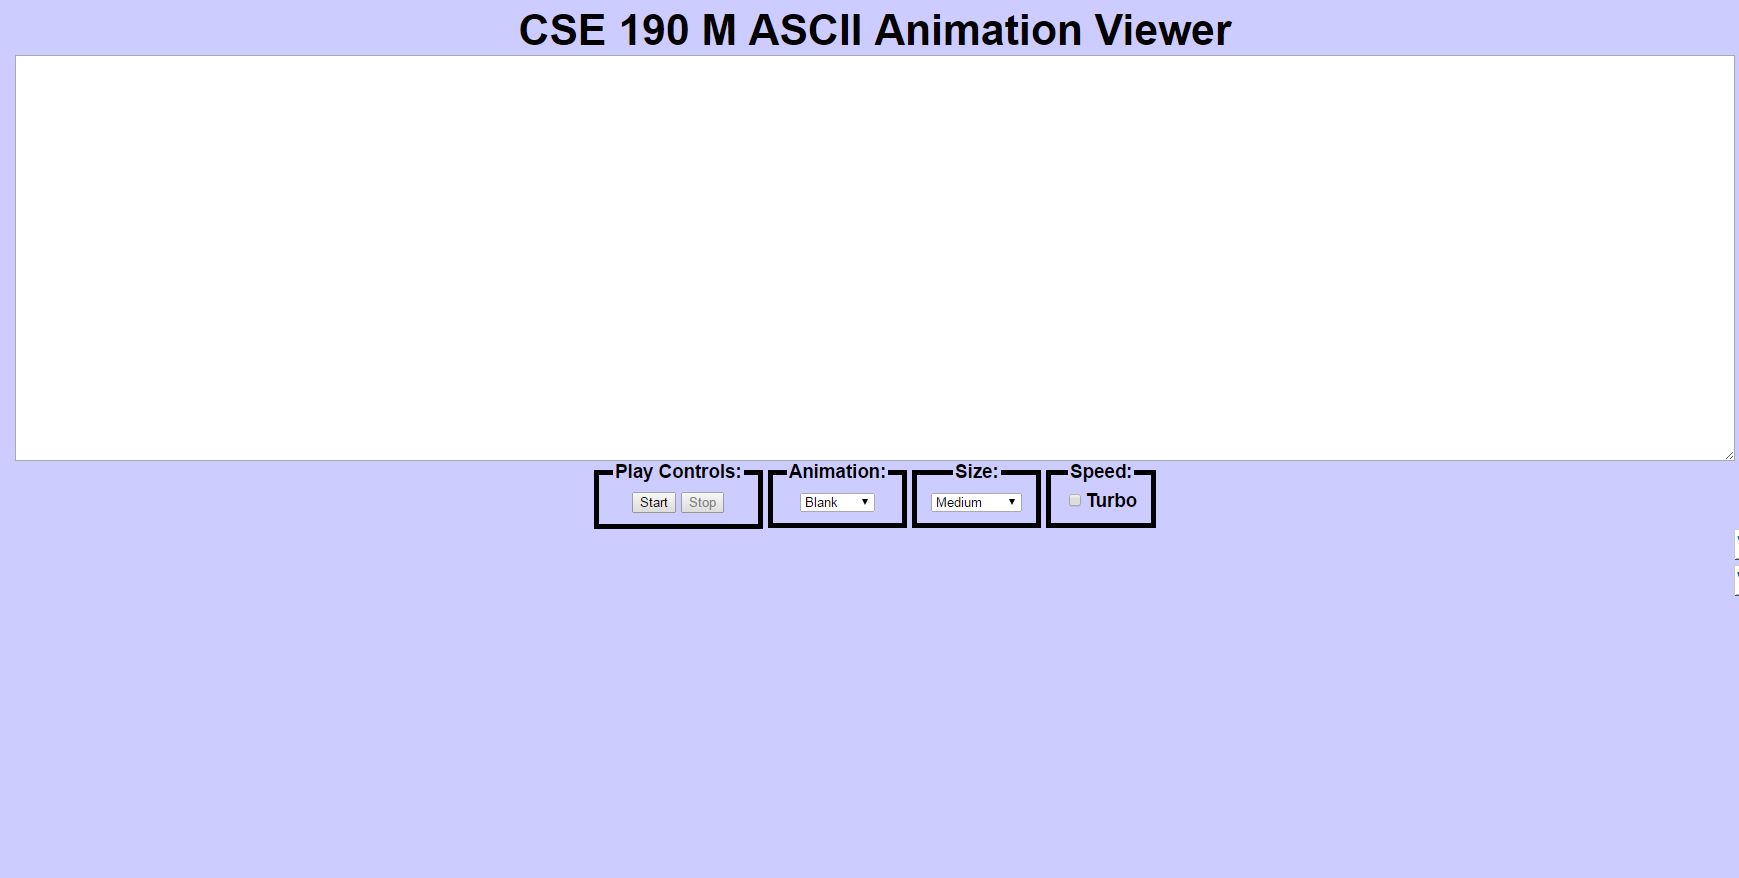 CSE 190 M ASCII Animation Viewer
Play Controls: Animation: Size: Speed:
Start Stop Blank Medium Turbo